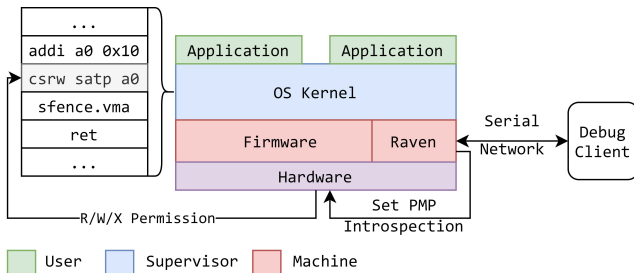 ...
addi a0 0x10
csrw satp a0
sfence.vma
ret
...
Application
Application
OS Kernel
Firmware
Raven
Hardware
Serial
Network
Debug
Client
R/W/X Permission
Set PMP
Introspection
User
Supervisor
Machine